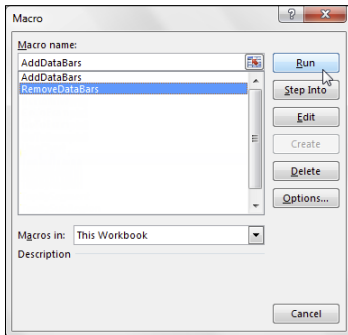 Macro
Macro name:
AddDataBars
AddDataBars
RemoveDataBars
Run
Step Into
Edit
Create
Delete
Options...
Macros in: This Workbook
Description
Cancel